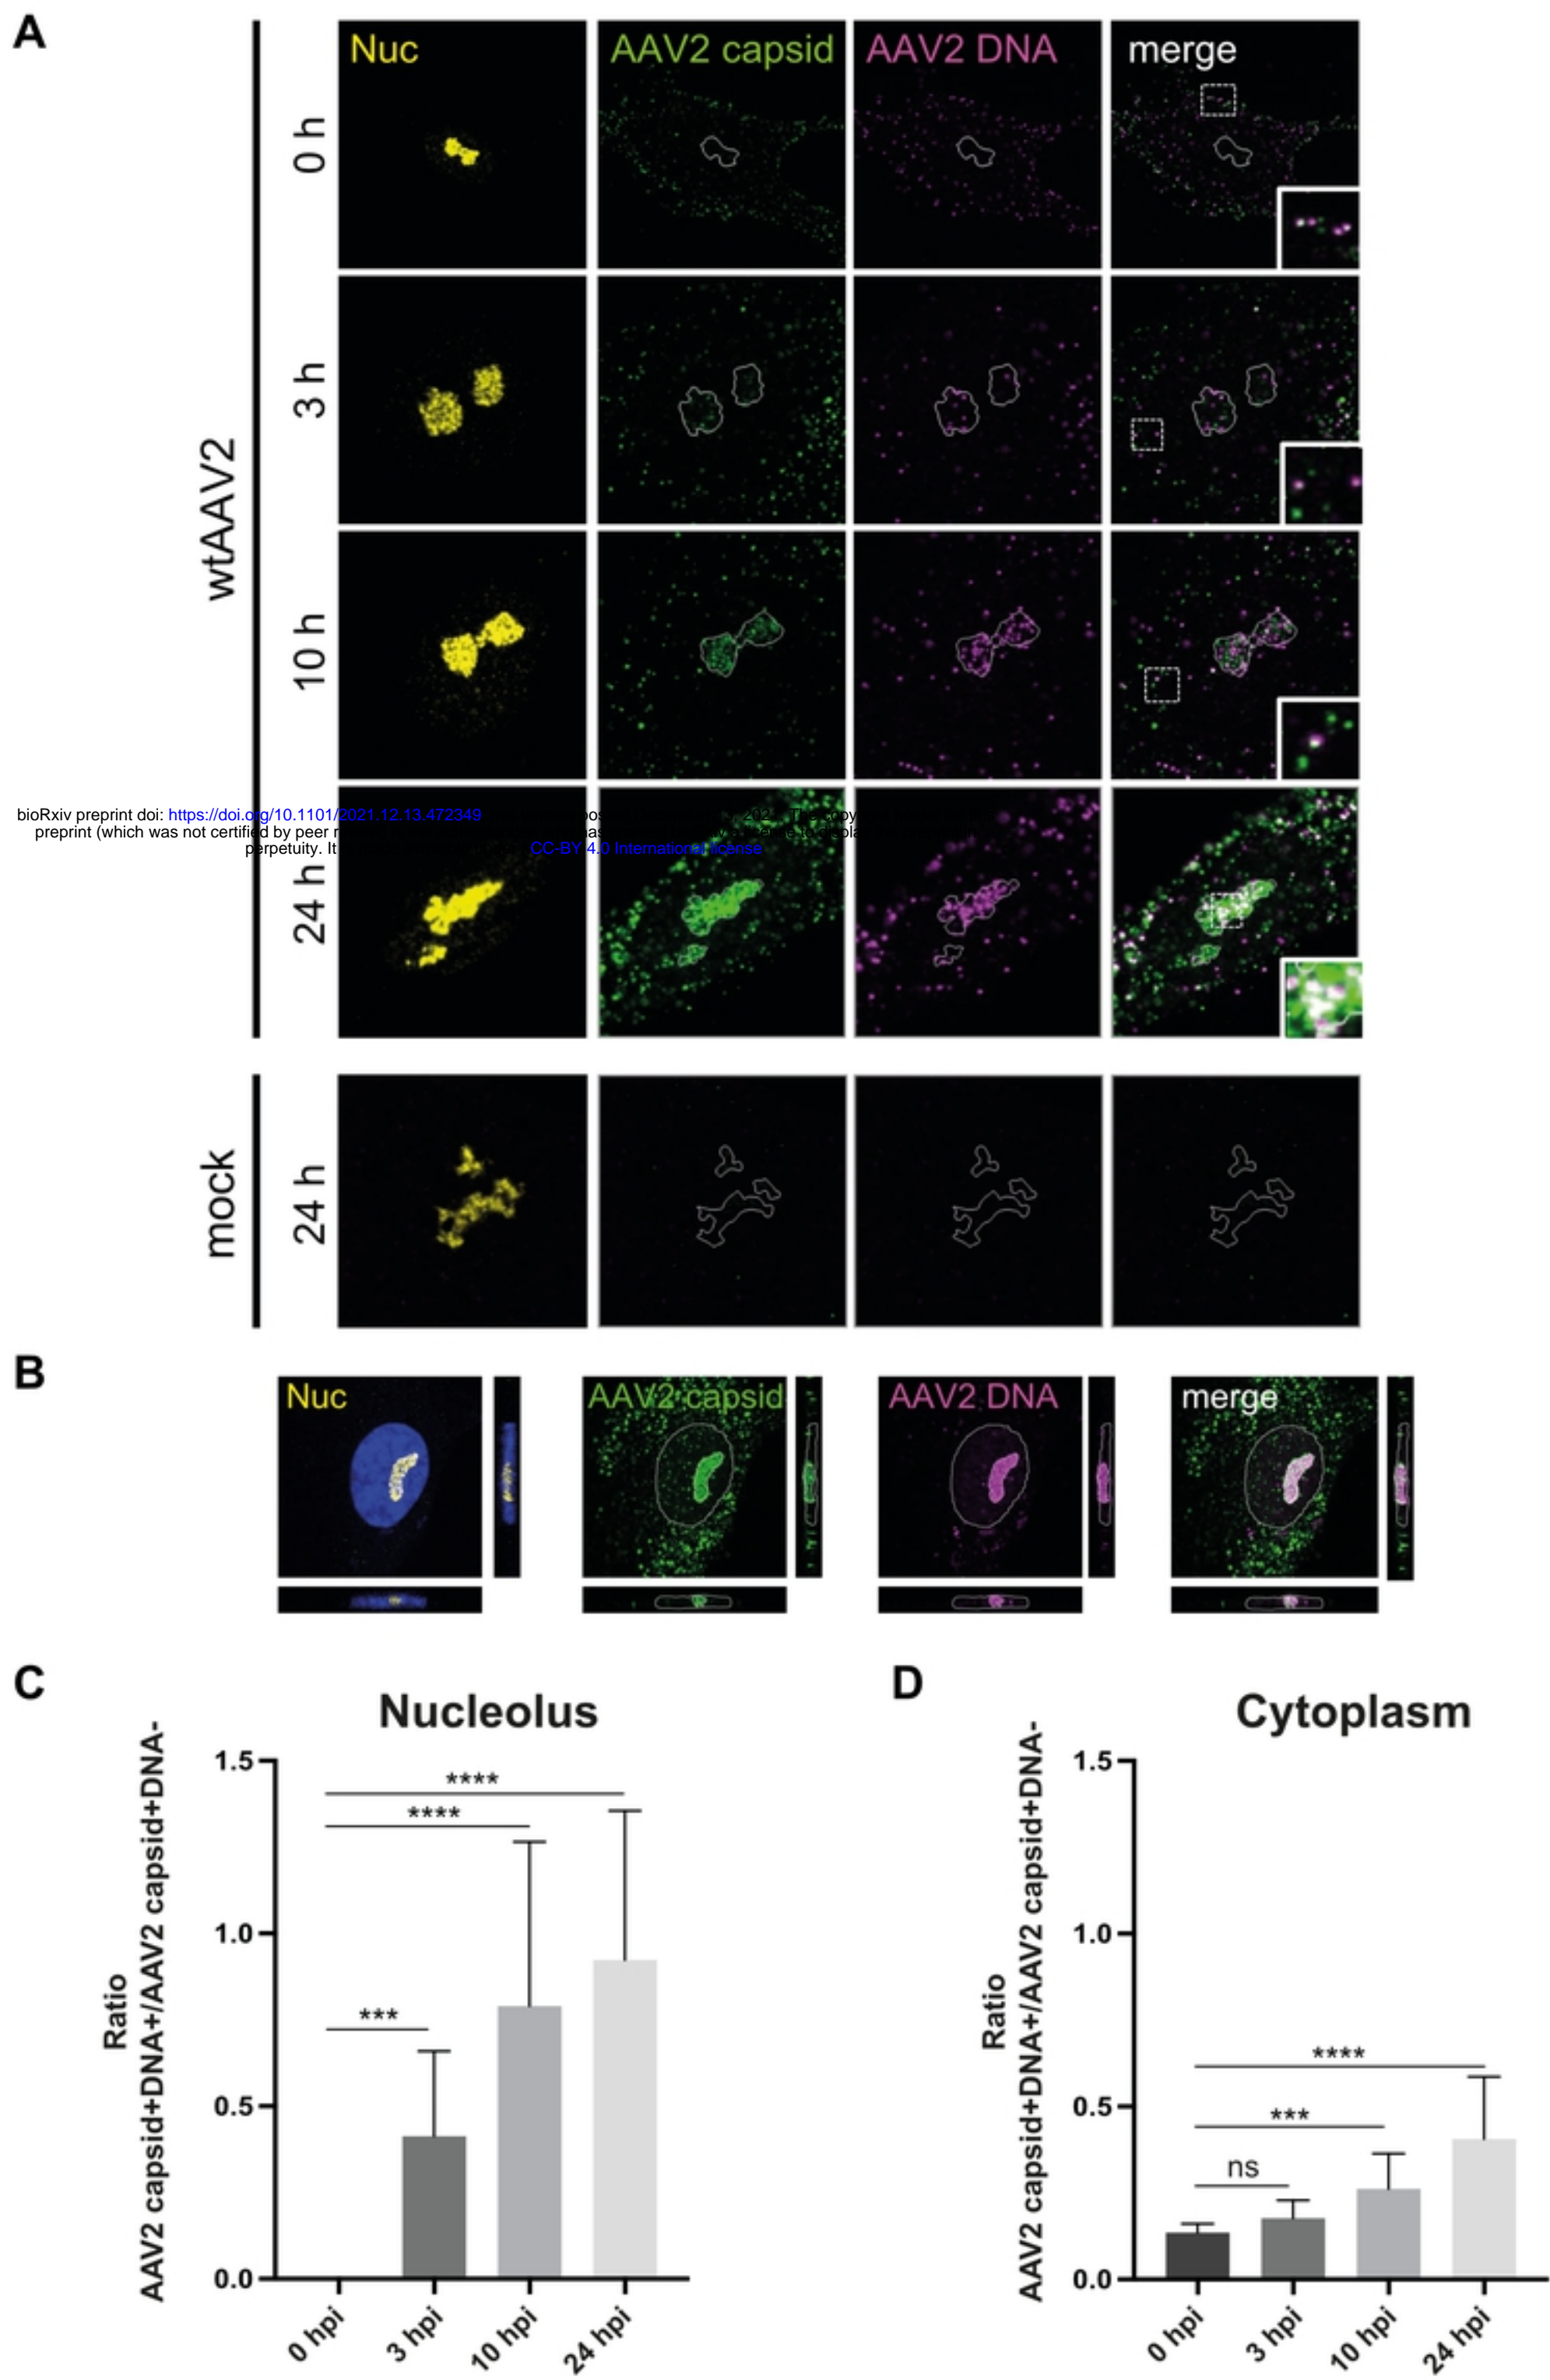 A
Nuc
AAV2 capsid
AAV2 DNA
merge
wtAAV2
0 h
3 h
10 h
24 h
bioRxiv preprint doi: https://doi.org/10.1101/2021.12.13.472349
preprint (which was not certified by peer
perpetuity. It
CC-BY 4.0 International license
mock
24 h
B
Nuc
AAV2 capsid
AAV2 DNA
merge
C
Nucleolus
Ratio
AAV2 capsid+DNA+/AAV2 capsid+DNA-
1.5
1.0
0.5
0.0
****
****
***
0 hpi
3 hpi
10 hpi
24 hpi
D
Cytoplasm
Ratio
AAV2 capsid+DNA+/AAV2 capsid+DNA-
1.5
1.0
0.5
0.0
****
***
ns
0 hpi
3 hpi
10 hpi
24 hpi